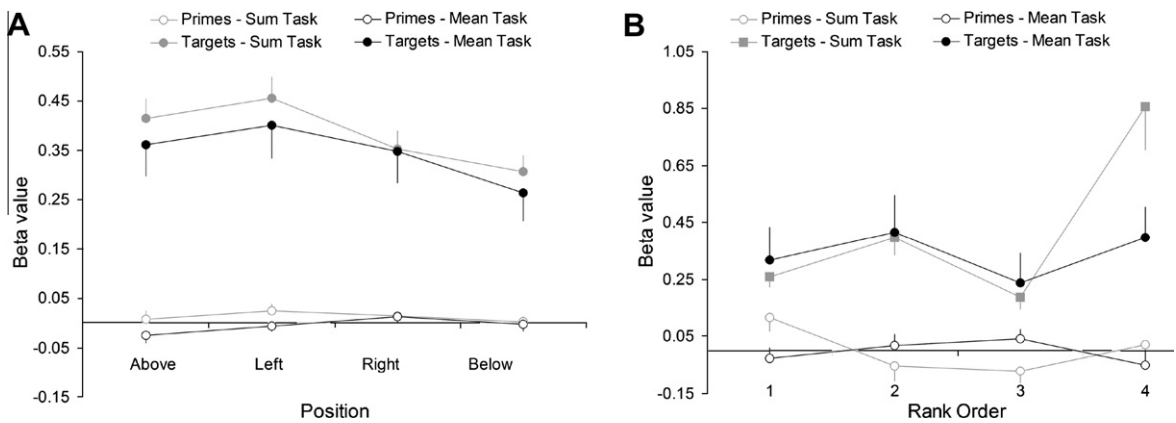 A
Primes - Sum Task
Primes - Mean Task
Targets - Sum Task
Targets - Mean Task
0.55
0.45
0.35
0.25
0.15
0.05
-0.05
-0.15
Beta value
Above
Left
Right
Below
Position
B
Primes - Sum Task
Primes - Mean Task
Targets - Sum Task
Targets - Mean Task
1.05
0.85
0.65
0.45
0.25
0.05
-0.15
Beta value
1
2
3
4
Rank Order